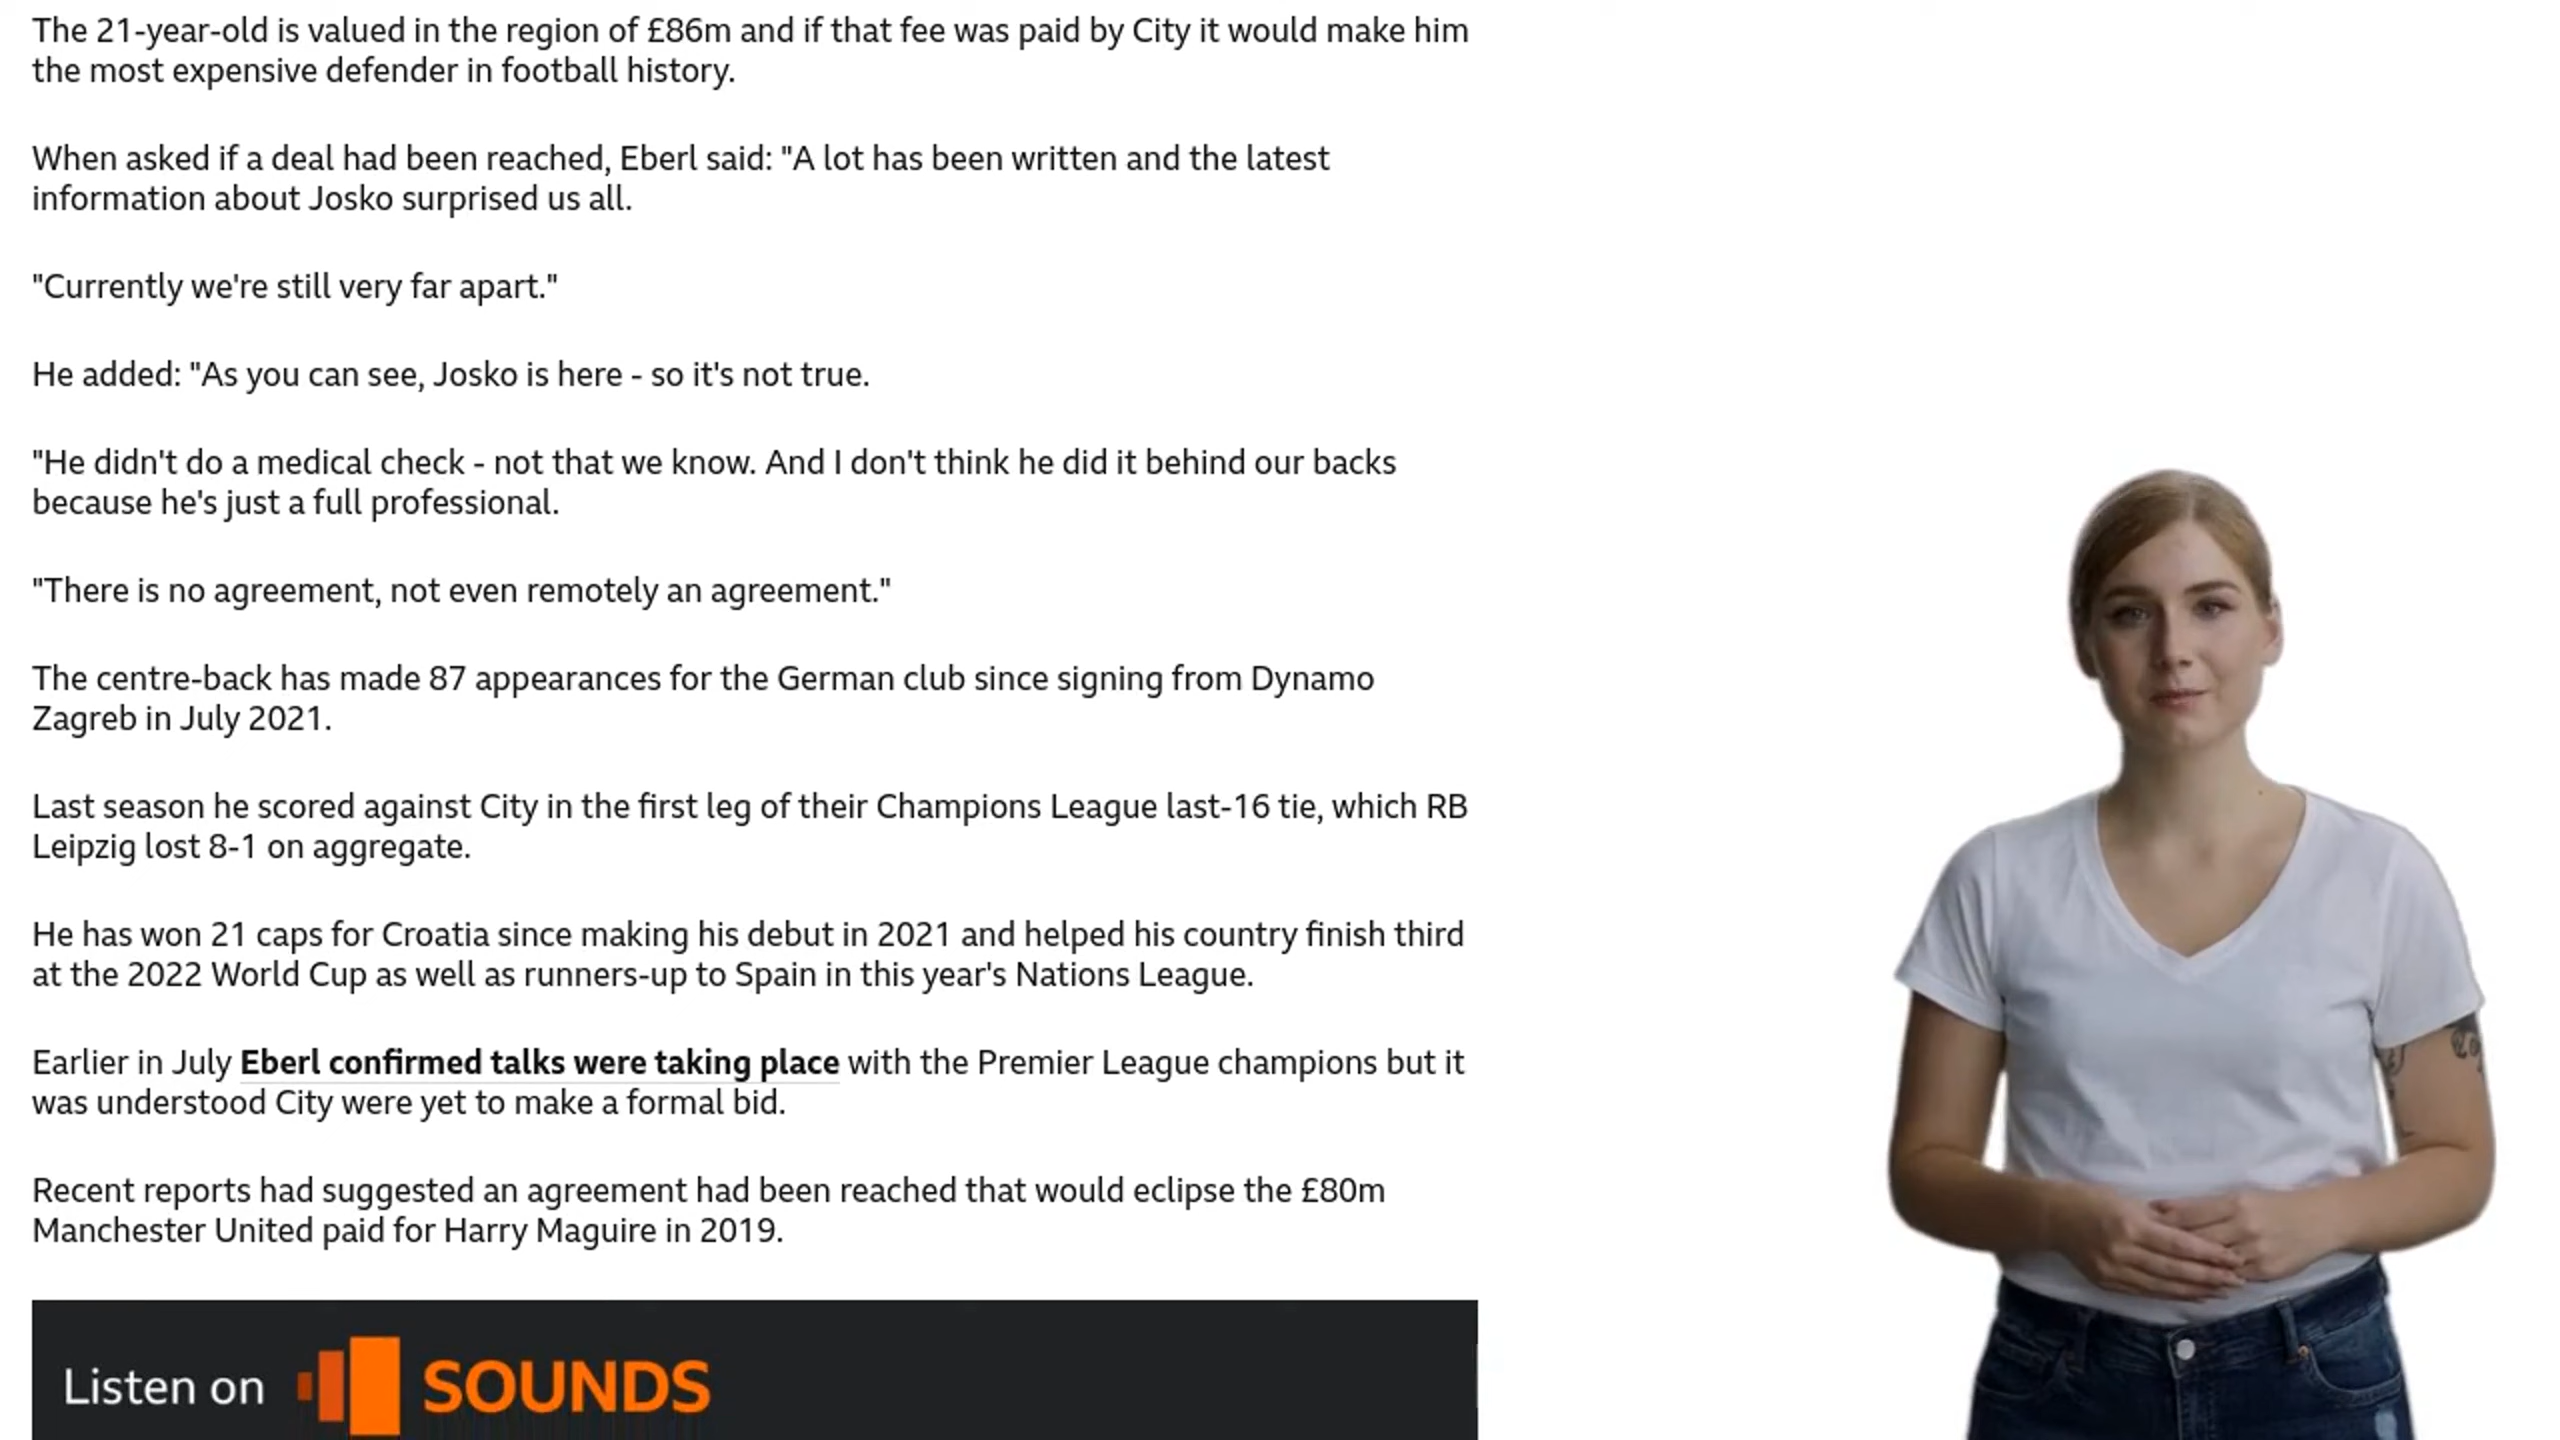 The 21-year-old is valued in the region of £86m and if that fee was paid by City it would make him
the most expensive defender in football history.
When asked if a deal had been reached, Eberl said: "A lot has been written and the latest
information about Josko surprised us all.
"Currently we're still very far apart."
He added: "As you can see, Josko is here - so it's not true.
"He didn't do a medical check - not that we know. And I don't think he did it behind our backs
because he's just a full professional.
"There is no agreement, not even remotely an agreement."
The centre-back has made 87 appearances for the German club since signing from Dynamo
Zagreb in July 2021.
Last season he scored against City in the first leg of their Champions League last-16 tie, which RB
Leipzig lost 8-1 on aggregate.
He has won 21 caps for Croatia since making his debut in 2021 and helped his country finish third
at the 2022 World Cup as well as runners-up to Spain in this year's Nations League.
Earlier in July Eberl confirmed talks were taking place with the Premier League champions but it
was understood City were yet to make a formal bid.
Recent reports had suggested an agreement had been reached that would eclipse the £80m
Manchester United paid for Harry Maguire in 2019.
Listen on SOUNDS